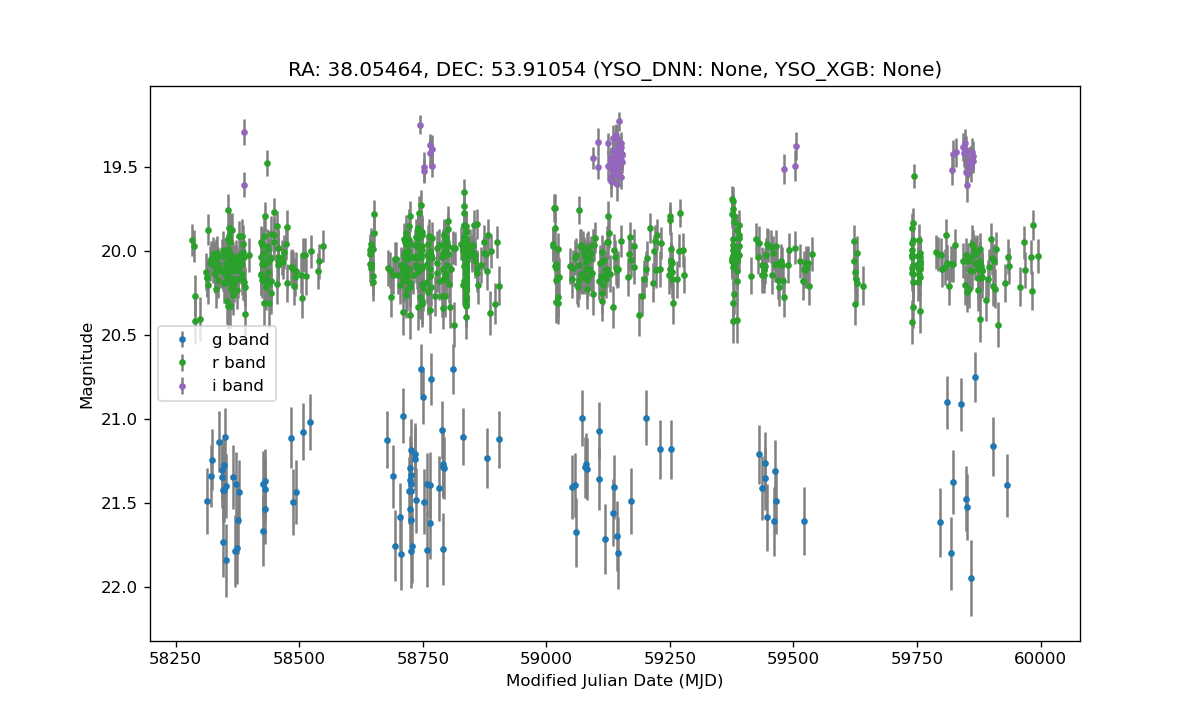 RA: 38.05464, DEC: 53.91054 (YSO_DNN: None, YSO_XGB: None)
19.5
20.0
20.5
21.0
21.5
22.0
Magnitude
g band
r band
i band
58250
58500
58750
59000
59250
59500
59750
60000
Modified Julian Date (MJD)